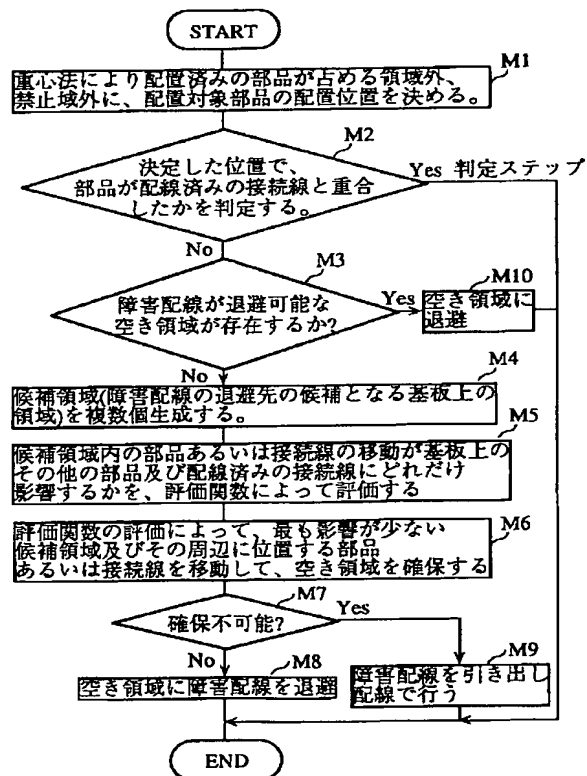 START
M1
重心法により配置済みの部品が占める領域外、
禁止域外に、配置対象部品の配置位置を決める。
M2
決定した位置で、
部品が配線済みの接続線と重合
したかを判定する。
Yes 判定ステップ
No
M3
障害配線が退避可能な
空き領域が存在するか?
Yes
M10
空き領域に
退避
No
M4
候補領域(障害配線の退避先の候補となる基板上の
領域)を複数個生成する。
M5
候補領域内の部品あるいは接続線の移動が基板上の
その他の部品及び配線済みの接続線にどれだけ
影響するかを、評価関数によって評価する
M6
評価関数の評価によって、最も影響が少ない
候補領域及びその周辺に位置する部品
あるいは接続線を移動して、空き領域を確保する
M7
確保不可能?
Yes
No
M8
空き領域に障害配線を退避
M9
障害配線を引き出し
配線で行う
END